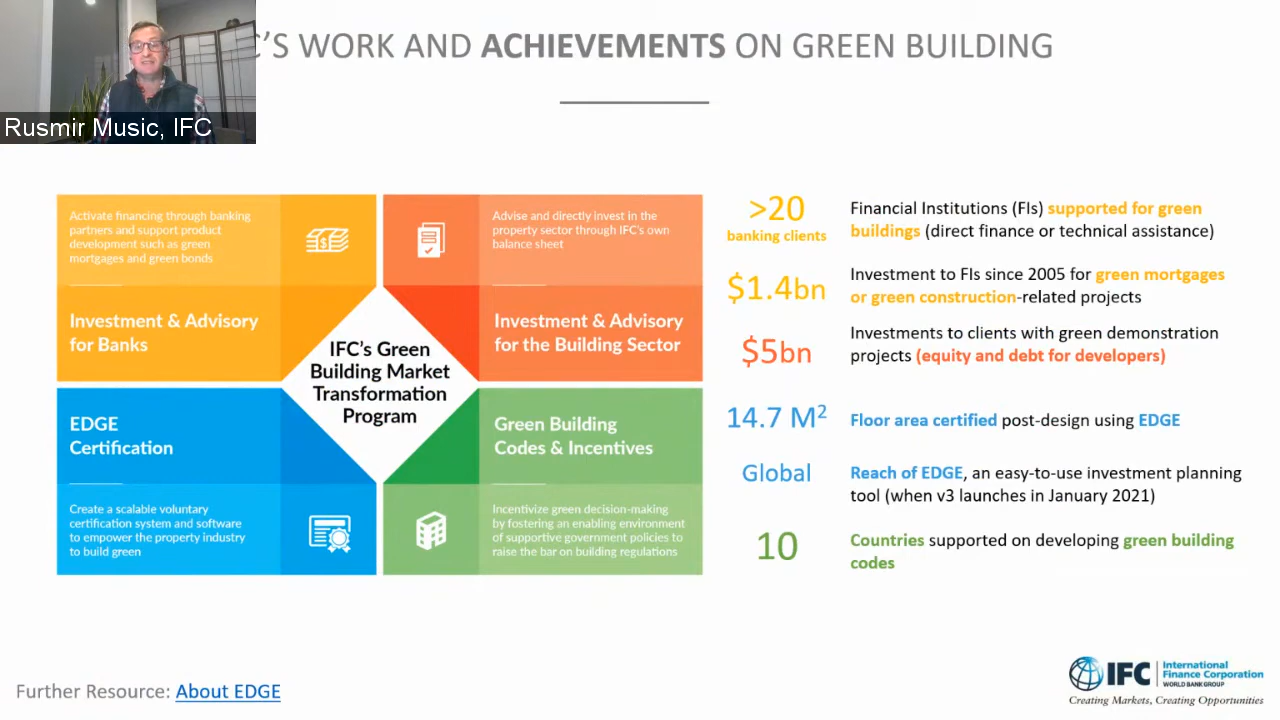 'S WORK AND ACHIEVEMENTS ON GREEN BUILDING
Rusmir Music, IFC
Activate financing through banking
partners and support product
development such as green
mortgages and green bonds
Investment & Advisory
for Banks
Advise and directly invest in the
property sector through IFC's own
balance sheet
Investment & Advisory
for the Building Sector
IFC's Green
Building Market
Transformation
Program
EDGE
Certification
Create a scalable voluntary
certification system and software
to empower the property industry
to build green
Green Building
Codes & Incentives
Incentivize green decision-making
by fostering an enabling environment
of supportive government policies to
raise the bar on building regulations
>20
banking clients
Financial Institutions (FIs) supported for green
buildings (direct finance or technical assistance)
$1.4bn
Investment to FIs since 2005 for green mortgages
or green construction-related projects
$5bn
Investments to clients with green demonstration
projects (equity and debt for developers)
14.7 M²
Floor area certified post-design using EDGE
Global
Reach of EDGE, an easy-to-use investment planning
tool (when v3 launches in January 2021)
10
Countries supported on developing green building
codes
Further Resource: About EDGE
IFC
International
Finance Corporation
WORLD BANK GROUP
Creating Markets, Creating Opportunities